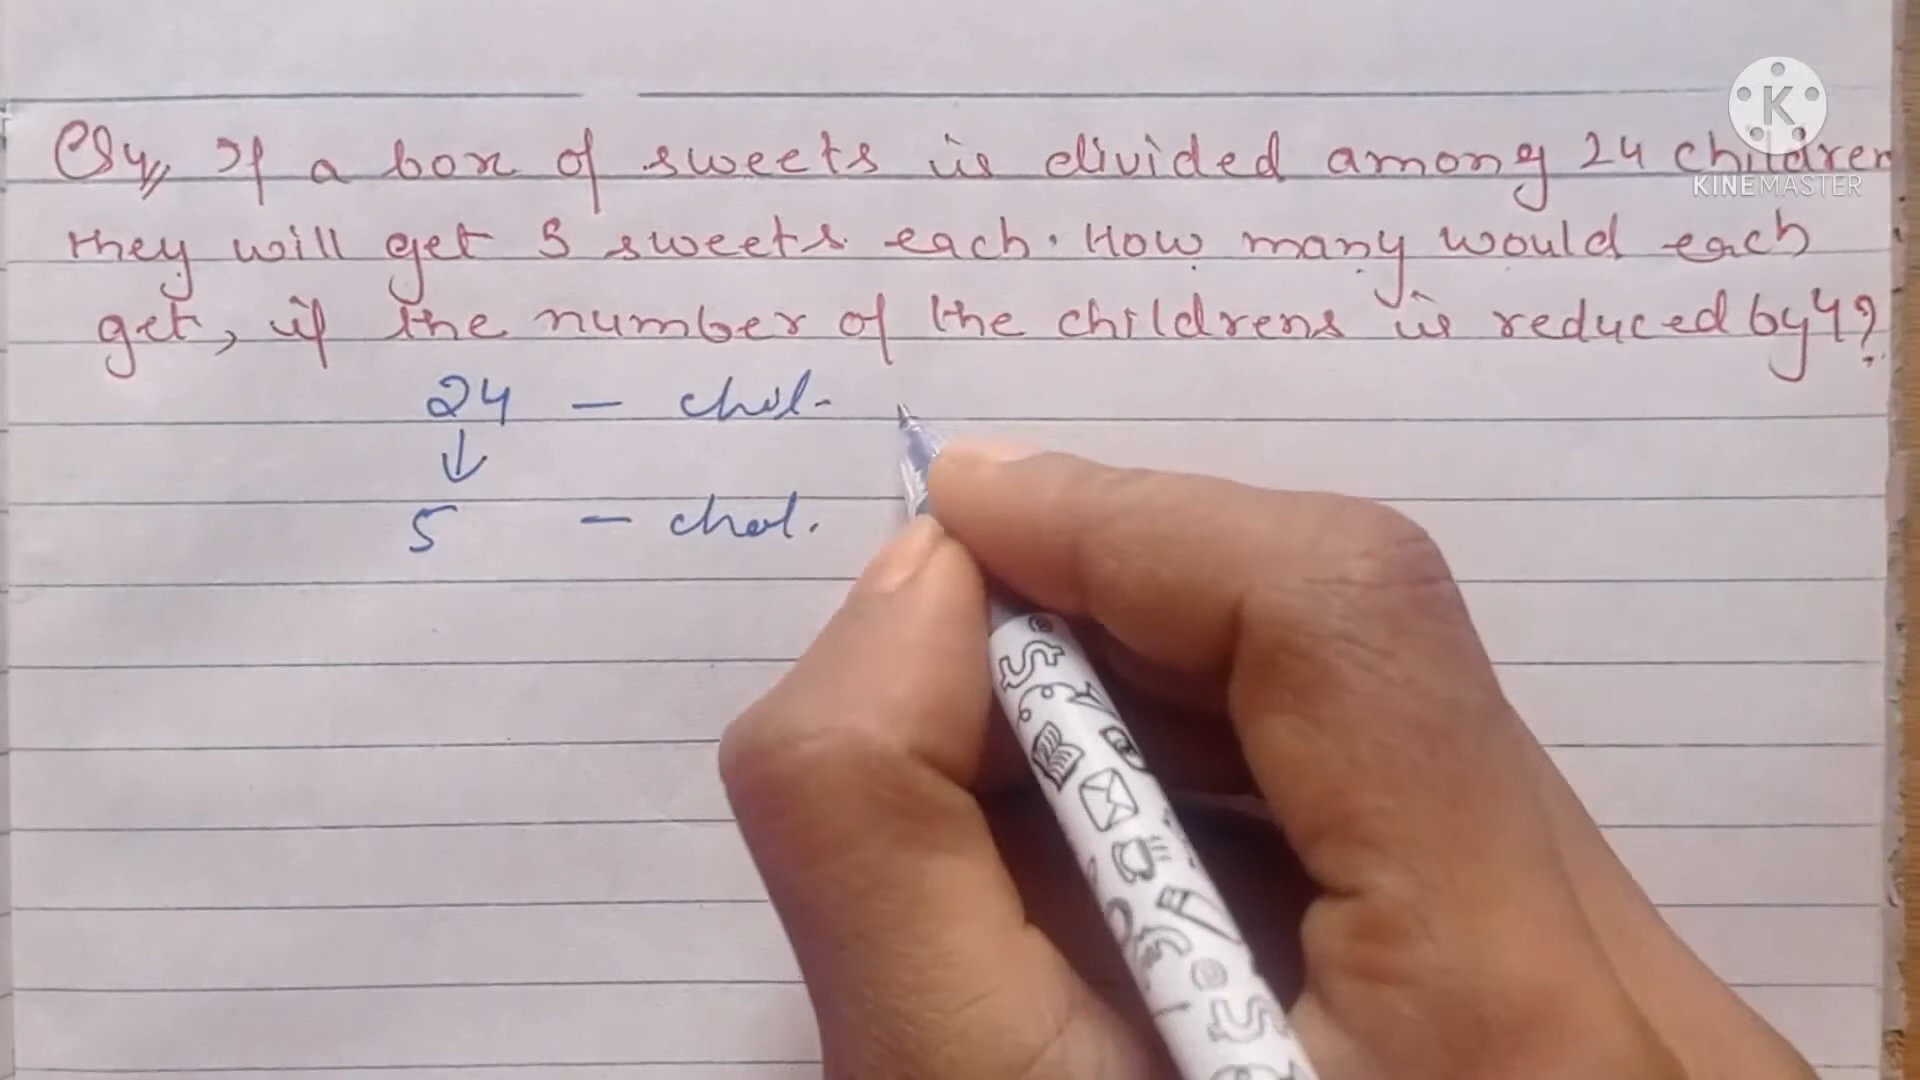 Q4,, If a box of sweets is divided among 24 children
they will get 5 sweets each. How many would each
get, if the number of the childrens is reduced by 4?
24 - chol.
↓
5 - chol.
K
KINEMASTER